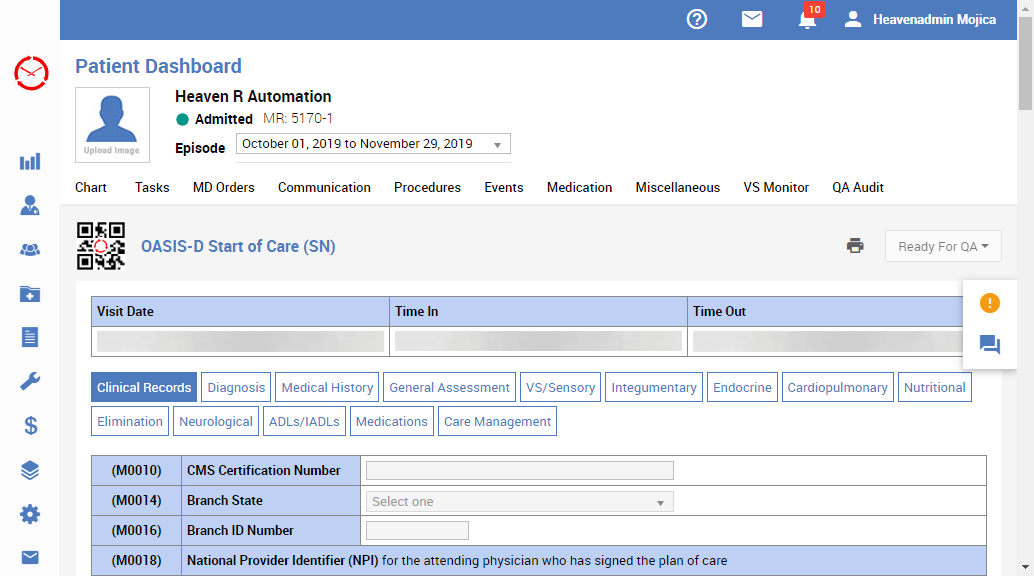 10
Heavenadmin Mojica
Patient Dashboard
Upload Image
Heaven R Automation
Admitted MR: 5170-1
Episode October 01, 2019 to November 29, 2019
Chart Tasks MD Orders Communication Procedures Events Medication Miscellaneous VS Monitor QA Audit
OASIS-D Start of Care (SN)
Ready For QA
Visit Date Time In Time Out
Clinical Records Diagnosis Medical History General Assessment VS/Sensory Integumentary Endocrine Cardiopulmonary Nutritional
Elimination Neurological ADLs/IADLs Medications Care Management
(M0010) CMS Certification Number
(M0014) Branch State Select one
(M0016) Branch ID Number
(M0018) National Provider Identifier (NPI) for the attending physician who has signed the plan of care